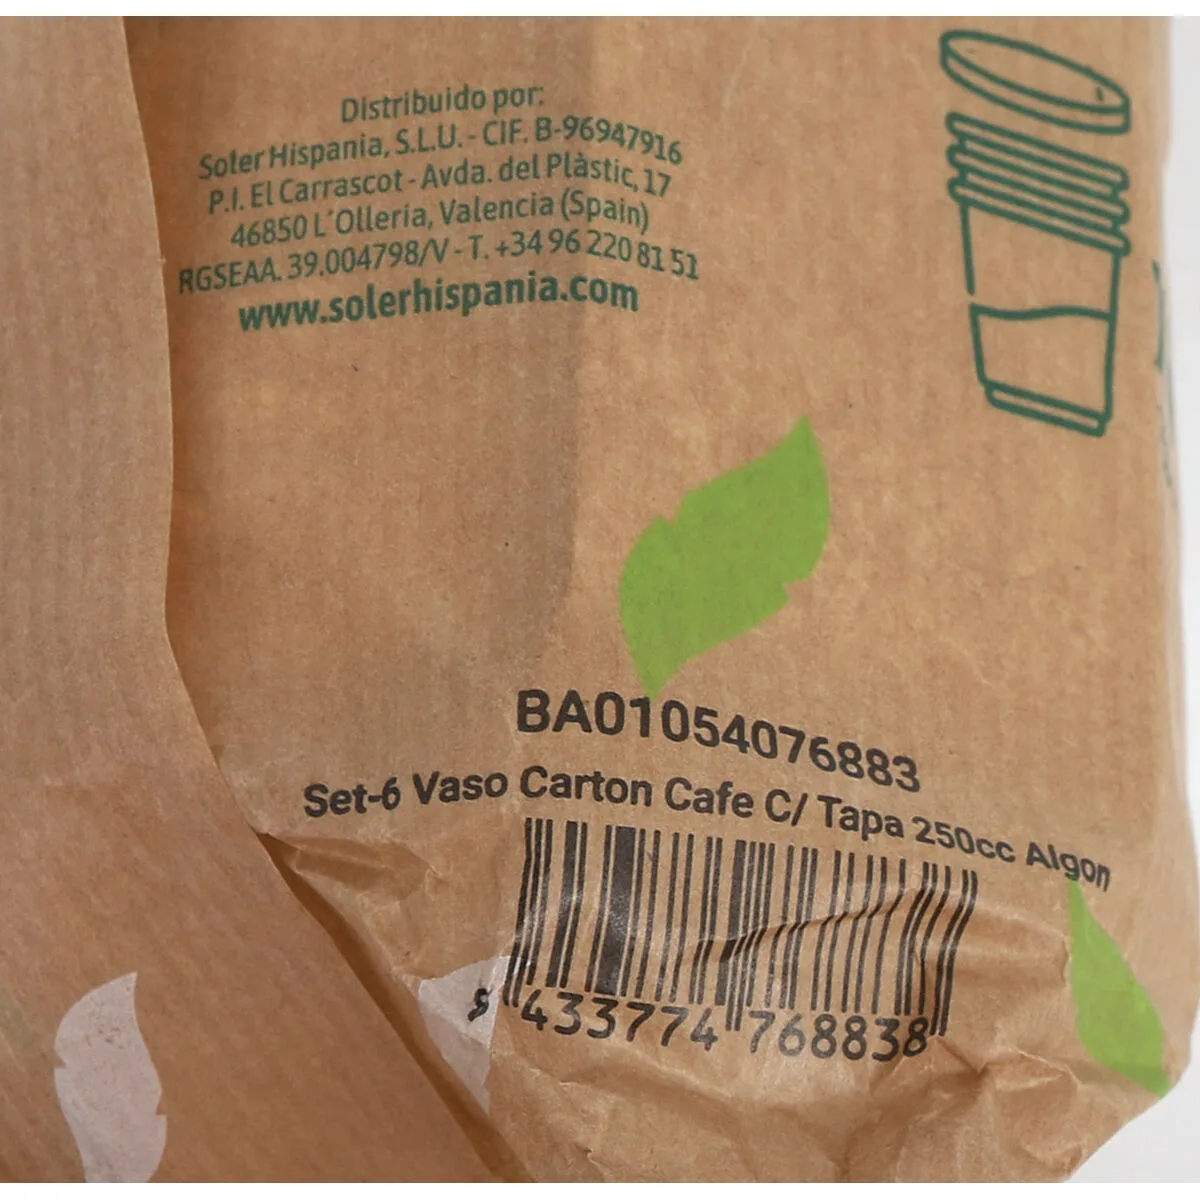 Distribuido por:
Soler Hispania, S.L.U. - CIF. B-96947916
P.I. El Carrascot - Avda. del Plàstic, 17
46850 L'Olleria, Valencia (Spain)
RGSEAA. 39.004798/V - T. +34 96 220 81 51
www.solerhispania.com
BA01054076883
Set-6 Vaso Carton Cafe C/ Tapa 250cc Algon
433774 768838